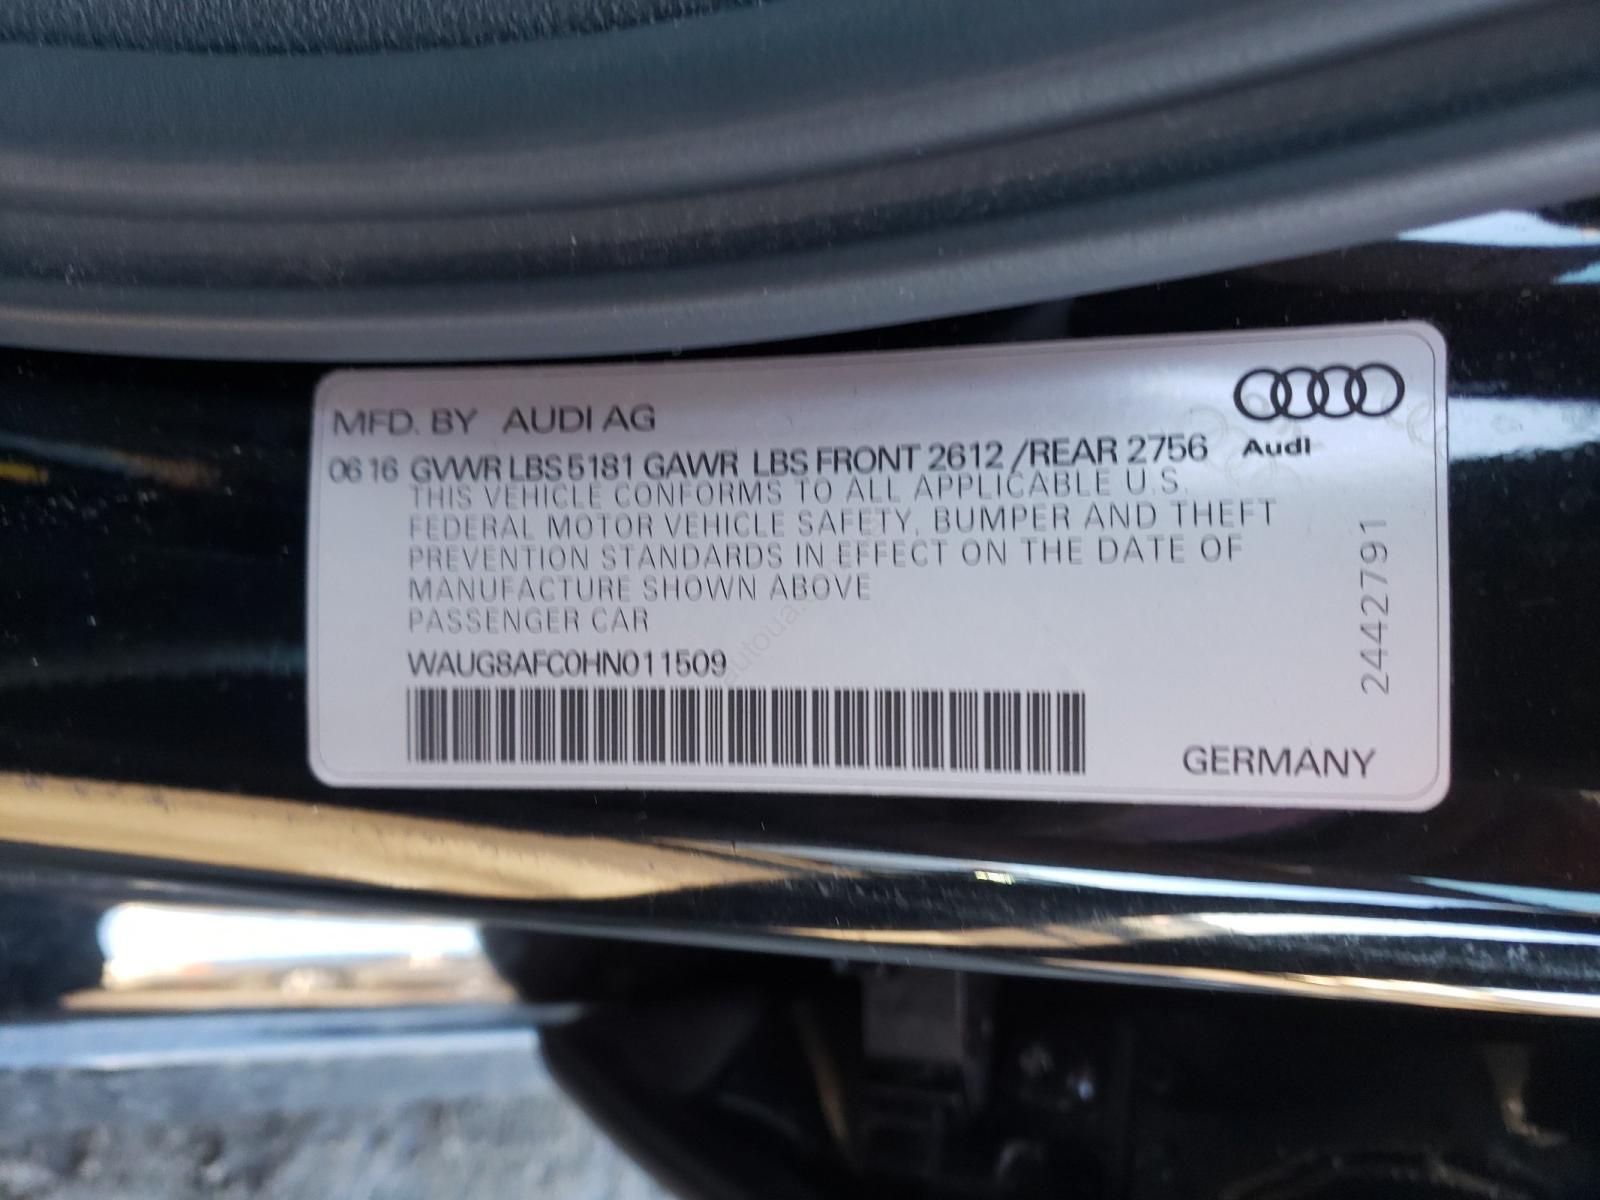 MFD. BY AUDI AG
Audi
06 16 GVWR LBS 5181 GAWR LBS FRONT 2612 /REAR 2756
THIS VEHICLE CONFORMS TO ALL APPLICABLE U.S.
FEDERAL MOTOR VEHICLE SAFETY, BUMPER AND THEFT
PREVENTION STANDARDS IN EFFECT ON THE DATE OF
MANUFACTURE SHOWN ABOVE
PASSENGER CAR
WAUG8AFC0HN011509
2442791
GERMANY